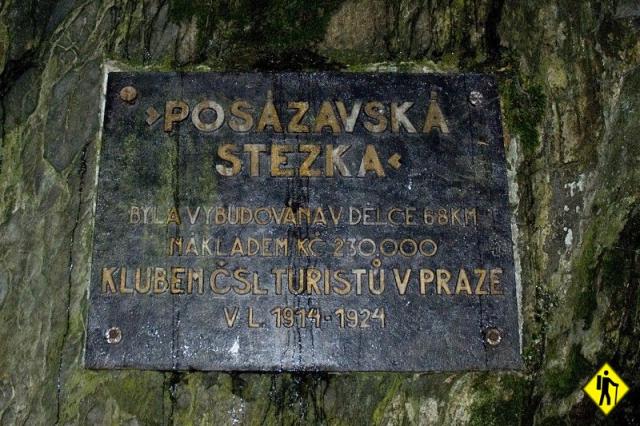 »POSÁZAVSKÁ
STEZKA«
BYLA VYBUDOVÁNA V DÉLCE 68 KM
NÁKLADEM KČ 230.000
KLUBEM ČSL. TURISTŮ V PRAZE
V L. 1914-1924